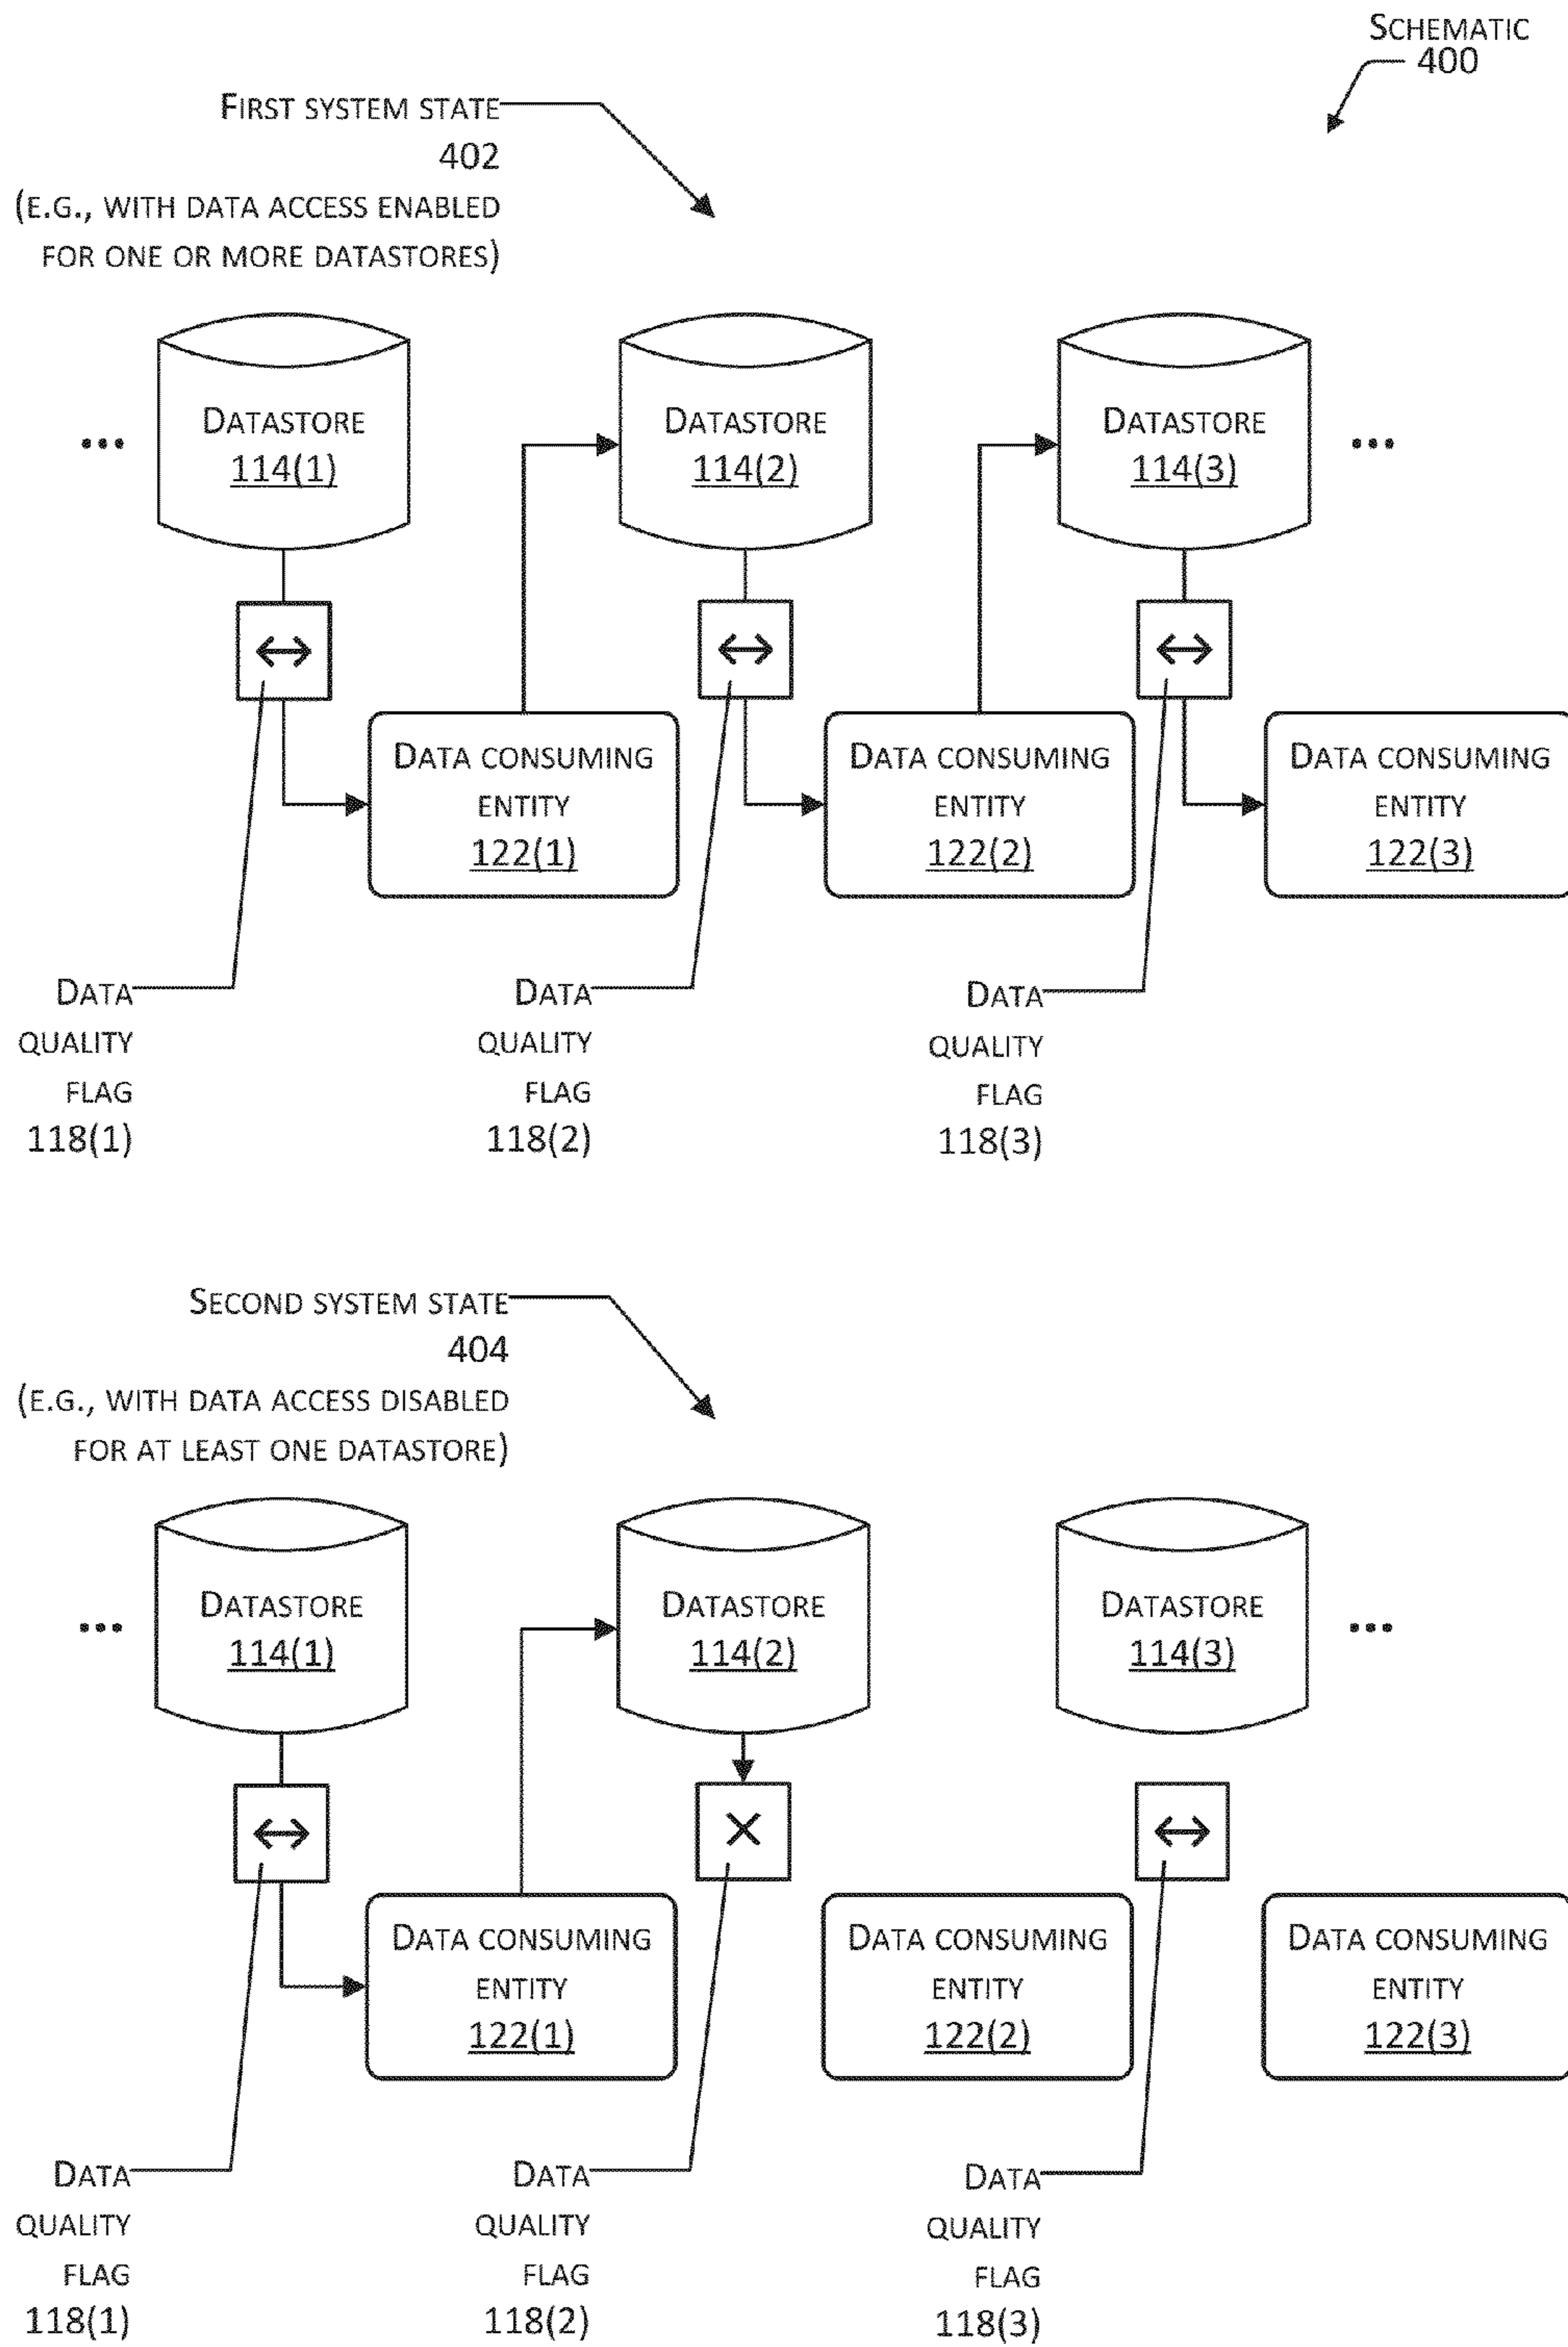 Schematic
400
First system state
402
(e.g., with data access enabled
for one or more datastores)
Datastore
114(1)
Datastore
114(2)
Datastore
114(3)
...
...
Data consuming
entity
122(1)
Data consuming
entity
122(2)
Data consuming
entity
122(3)
Data
quality
flag
118(1)
Data
quality
flag
118(2)
Data
quality
flag
118(3)
Second system state
404
(e.g., with data access disabled
for at least one datastore)
Datastore
114(1)
Datastore
114(2)
Datastore
114(3)
...
...
Data consuming
entity
122(1)
Data consuming
entity
122(2)
Data consuming
entity
122(3)
Data
quality
flag
118(1)
Data
quality
flag
118(2)
Data
quality
flag
118(3)